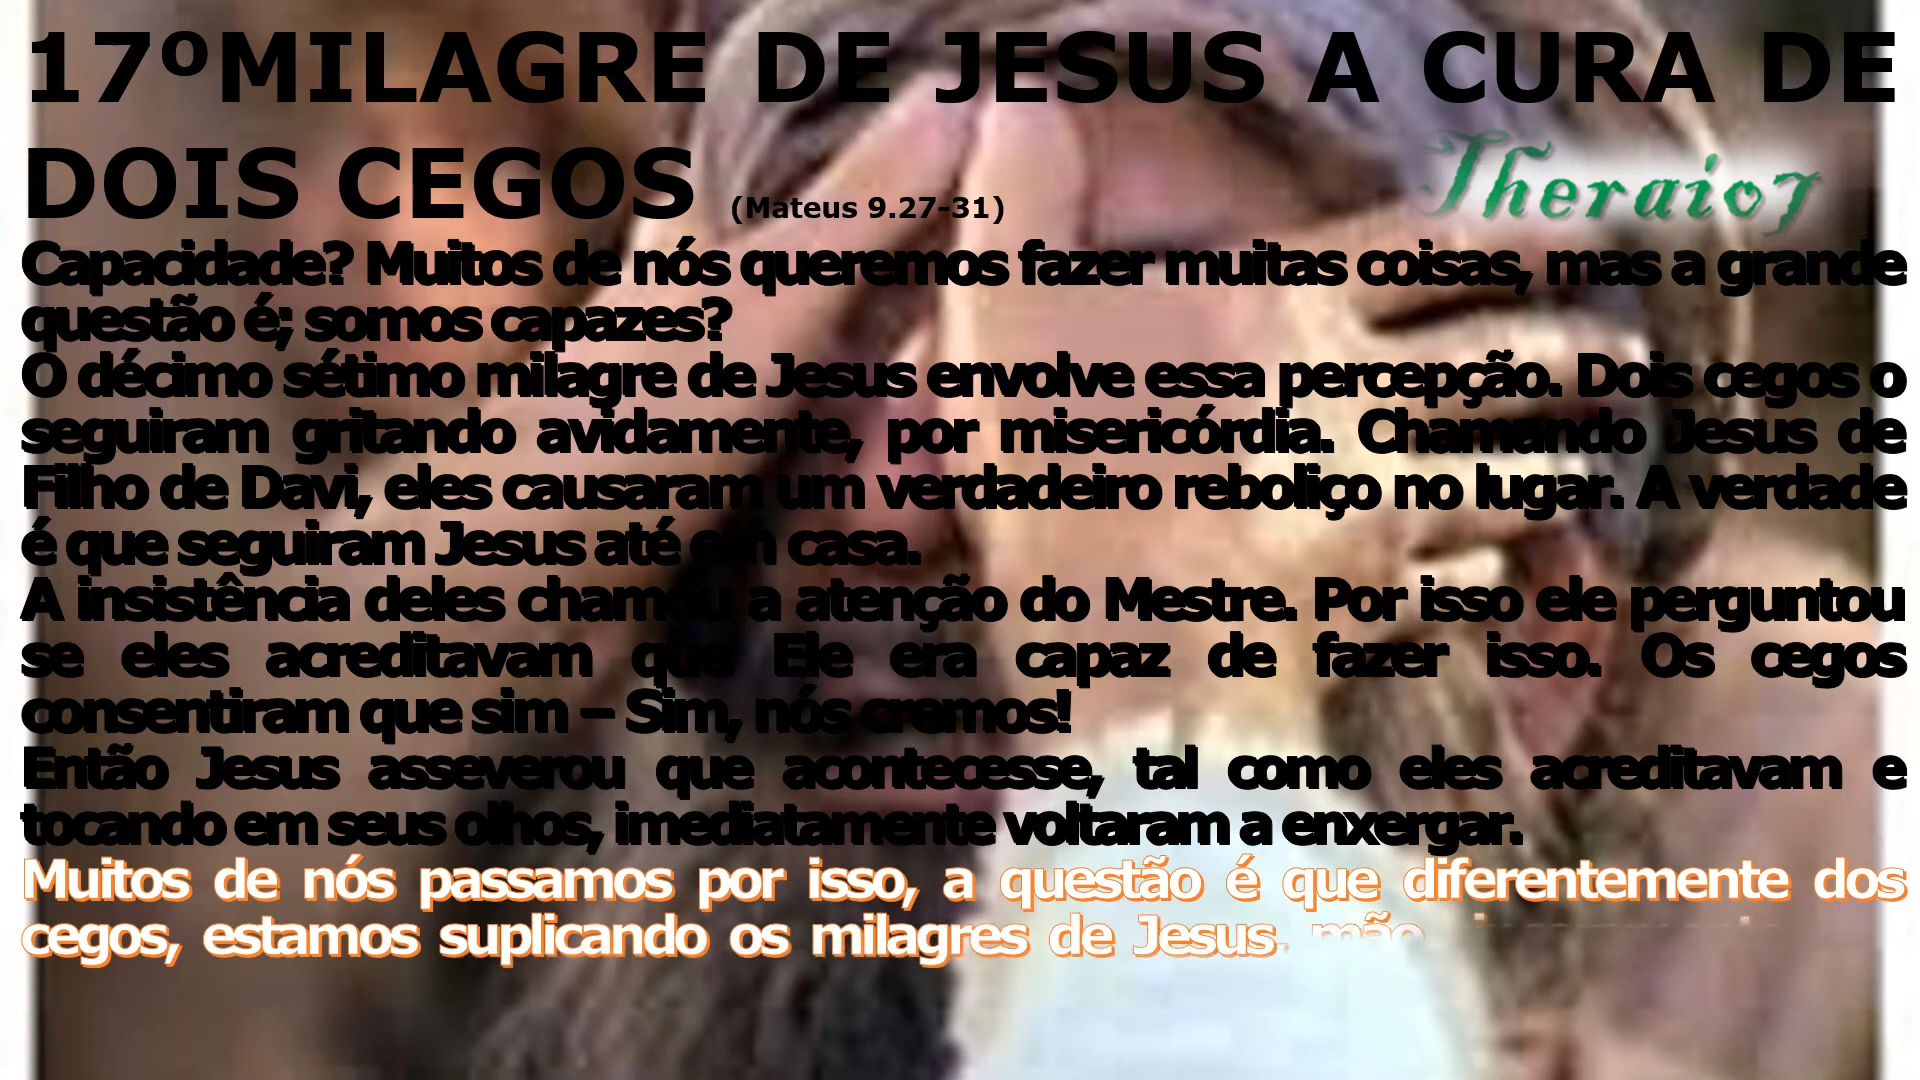 17ºMILAGRE DE JESUS A CURA DE
DOIS CEGOS (Mateus 9.27-31)
Theraio7
Capacidade? Muitos de nós queremos fazer muitas coisas, mas a grande
questão é; somos capazes?
O décimo sétimo milagre de Jesus envolve essa percepção. Dois cegos o
seguiram gritando avidamente, por misericórdia. Chamando Jesus de
Filho de Davi, eles causaram um verdadeiro reboliço no lugar. A verdade
é que seguiram Jesus até em casa.
A insistência deles chamou a atenção do Mestre. Por isso ele perguntou
se eles acreditavam que Ele era capaz de fazer isso. Os cegos
consentiram que sim – Sim, nós cremos!
Então Jesus asseverou que acontecesse, tal como eles acreditavam e
tocando em seus olhos, imediatamente voltaram a enxergar.
Muitos de nós passamos por isso, a questão é que diferentemente dos
cegos, estamos suplicando os milagres de Jesus,